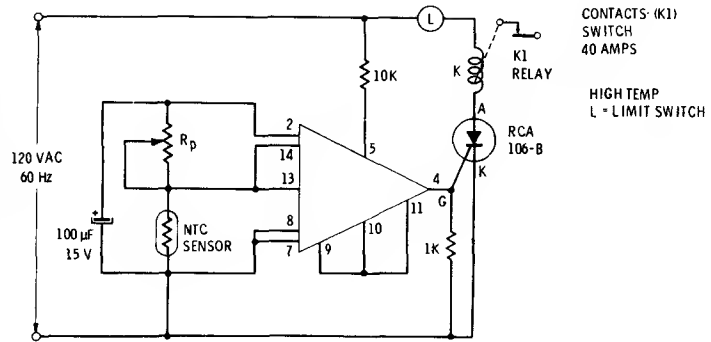 CONTACTS: (K1)
SWITCH
40 AMPS
HIGH TEMP
L = LIMIT SWITCH
L
K1
RELAY
K
10K
A
RCA
106-B
K
120 VAC
60 Hz
+
100 μF
15 V
Rp
NTC
SENSOR
2
14
13
8
7
5
4
G
11
10
9
1K